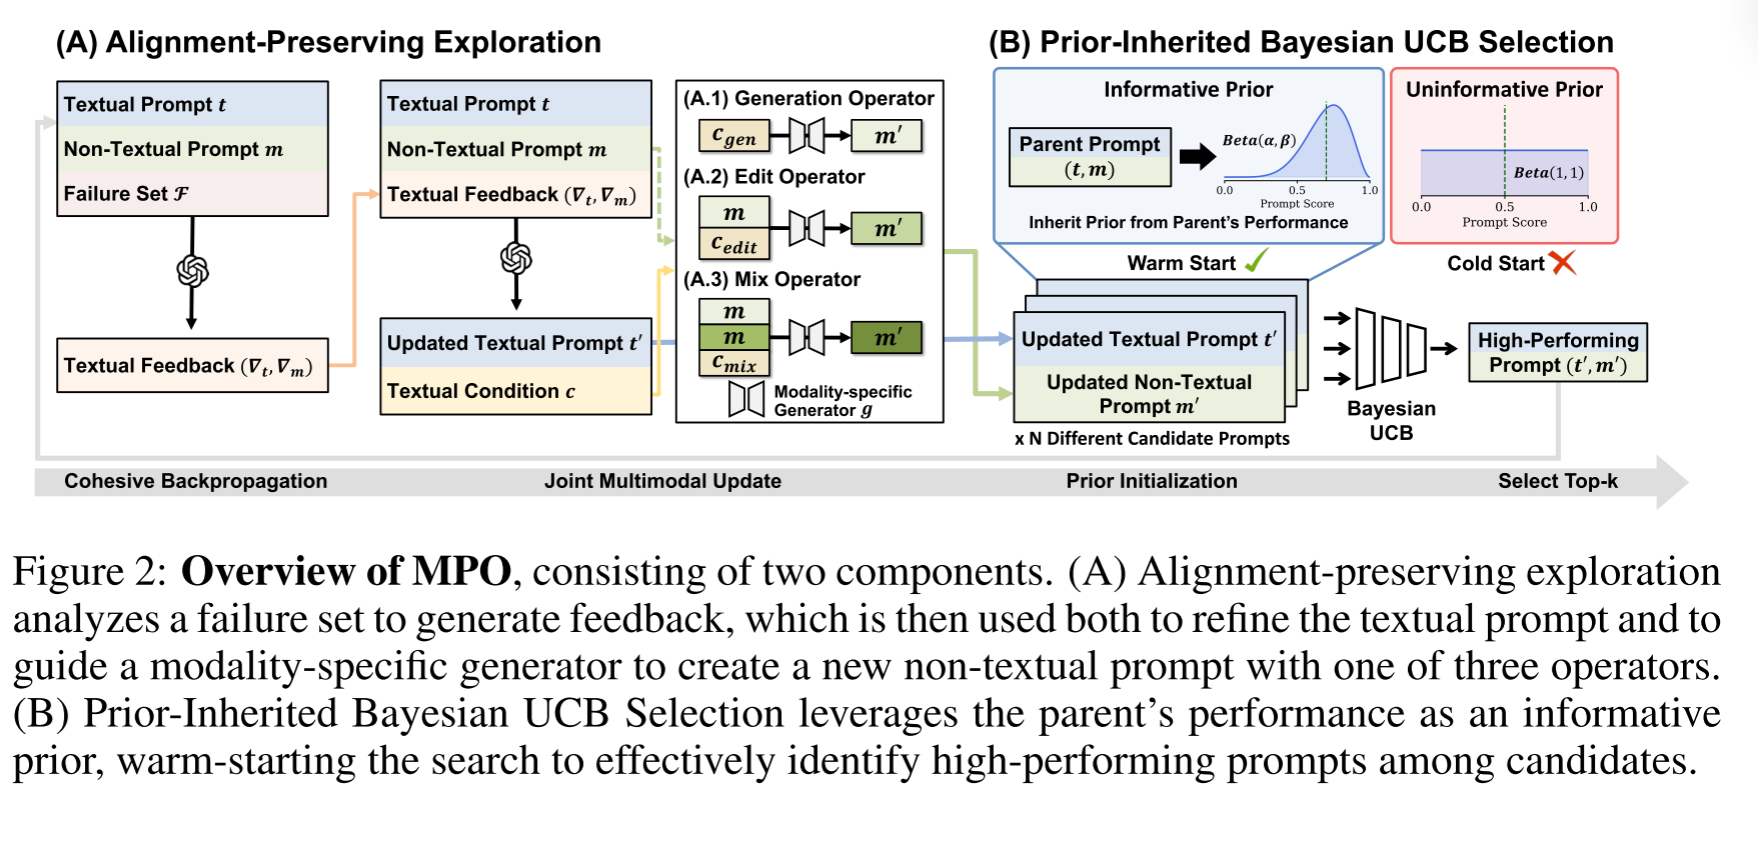 (A) Alignment-Preserving Exploration
Textual Prompt t
Non-Textual Prompt m
Failure Set ℱ
Textual Feedback (∇t, ∇m)
Textual Prompt t
Non-Textual Prompt m
Textual Feedback (∇t, ∇m)
Updated Textual Prompt t′
Textual Condition c
(A.1) Generation Operator
cgen
m′
(A.2) Edit Operator
m
cedit
m′
(A.3) Mix Operator
m
m
cmix
m′
Modality-specific
Generator g
(B) Prior-Inherited Bayesian UCB Selection
Informative Prior
Parent Prompt
(t, m)
Beta(α, β)
0.0 0.5 1.0
Prompt Score
Inherit Prior from Parent’s Performance
Warm Start
Uninformative Prior
Beta(1, 1)
0.0 0.5 1.0
Prompt Score
Cold Start
Updated Textual Prompt t′
Updated Non-Textual
Prompt m′
x N Different Candidate Prompts
Bayesian
UCB
High-Performing
Prompt (t′, m′)
Cohesive Backpropagation
Joint Multimodal Update
Prior Initialization
Select Top-k
Figure 2: Overview of MPO, consisting of two components. (A) Alignment-preserving exploration
analyzes a failure set to generate feedback, which is then used both to refine the textual prompt and to
guide a modality-specific generator to create a new non-textual prompt with one of three operators.
(B) Prior-Inherited Bayesian UCB Selection leverages the parent’s performance as an informative
prior, warm-starting the search to effectively identify high-performing prompts among candidates.